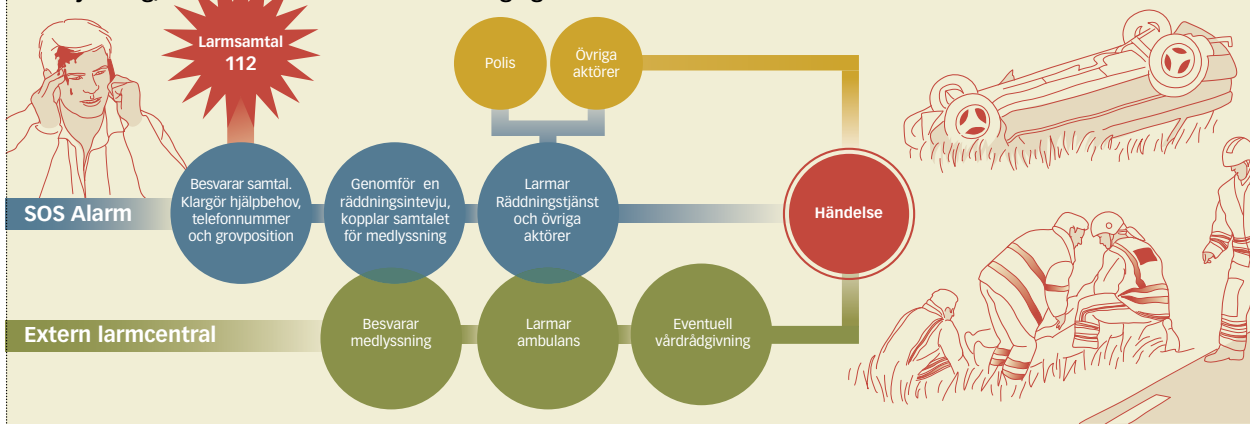 Larmsamtal
112
Polis
Övriga
aktörer
SOS Alarm
Besvarar samtal.
Klargör hjälpbehov,
telefonnummer
och grovposition
Genomför en
räddningsintevju,
kopplar samtalet
för medlyssning
Larmar
Räddningstjänst
och övriga
aktörer
Händelse
Extern larmcentral
Besvarar
medlyssning
Larmar
ambulans
Eventuell
vårdrådgivning